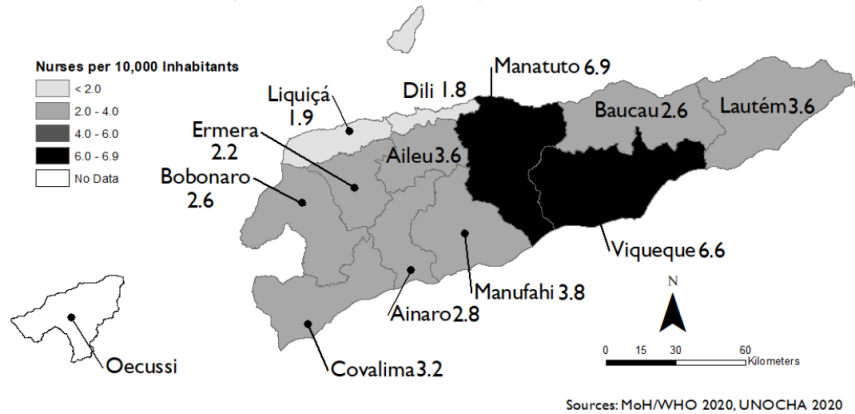 Nurses per 10,000 Inhabitants
< 2.0
2.0 - 4.0
4.0 - 6.0
6.0 - 6.9
No Data
Manatuto 6.9
Dili 1.8
Liquiçá
1.9
Baucau 2.6
Lautém 3.6
Ermera
2.2
Aileu 3.6
Bobonaro
2.6
Viqueque 6.6
Manufahi 3.8
Ainaro 2.8
Oecussi
Covalima 3.2
N
0 15 30 60
Kilometers
Sources: MoH/WHO 2020, UNOCHA 2020